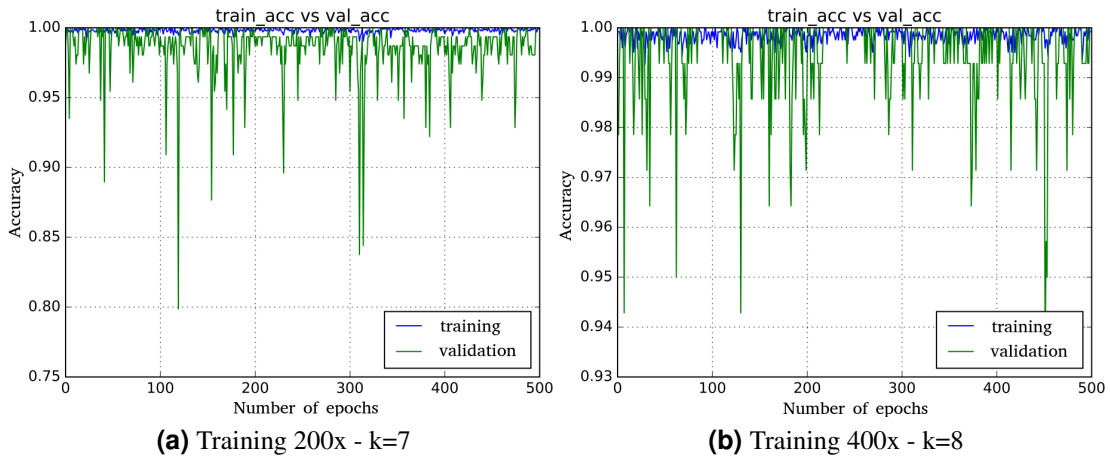 train_acc vs val_acc
1.00
0.95
0.90
0.85
0.80
0.75
Accuracy
0 100 200 300 400 500
Number of epochs
training
validation
(a) Training 200x - k=7
train_acc vs val_acc
1.00
0.99
0.98
0.97
0.96
0.95
0.94
0.93
Accuracy
0 100 200 300 400 500
Number of epochs
training
validation
(b) Training 400x - k=8